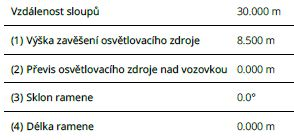 Vzdálenost sloupů 30.000 m
(1) Výška zavěšení osvětlovacího zdroje 8.500 m
(2) Převis osvětlovacího zdroje nad vozovkou 0.000 m
(3) Sklon ramene 0.0°
(4) Délka ramene 0.000 m